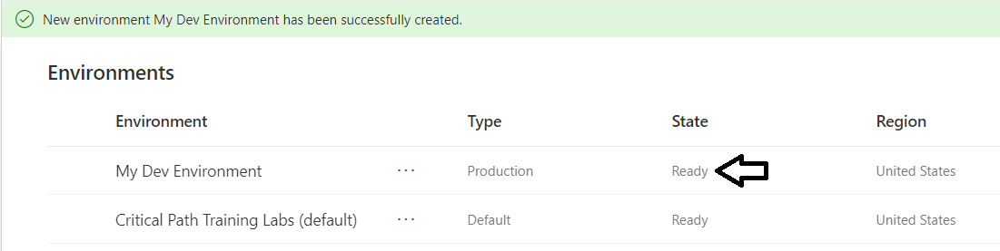 New environment My Dev Environment has been successfully created.
Environments
Environment Type State Region
My Dev Environment ... Production Ready United States
Critical Path Training Labs (default) ... Default Ready United States